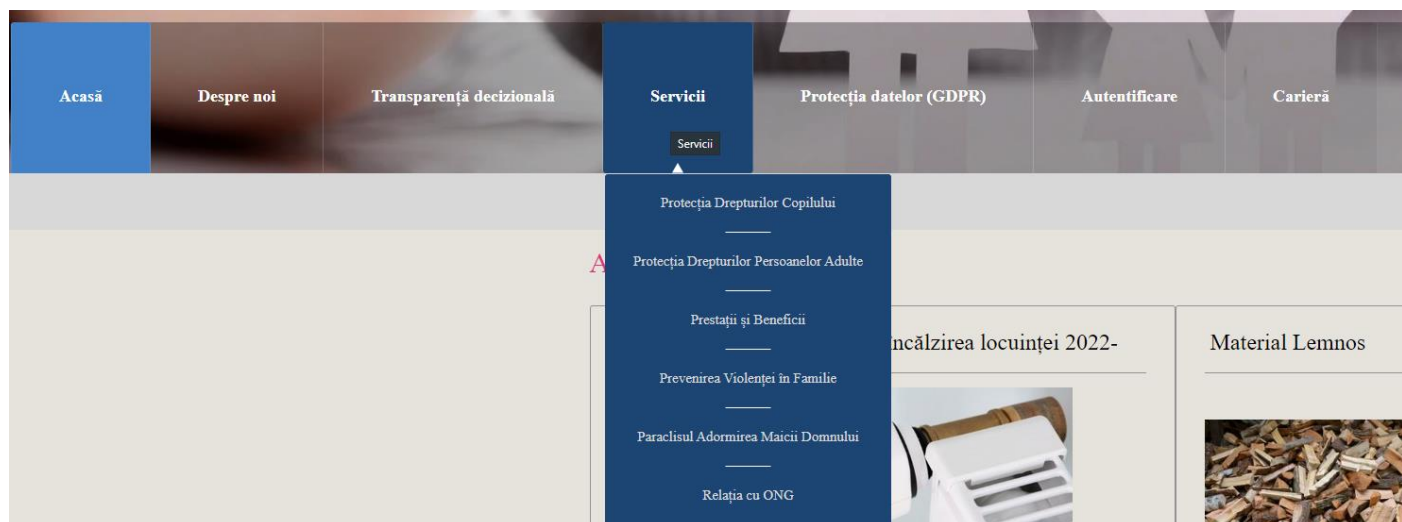 Acasă
Despre noi
Transparență decizională
Servicii
Protecția datelor (GDPR)
Autentificare
Carieră
Servicii
Protecția Drepturilor Copilului
Protecția Drepturilor Persoanelor Adulte
Prestații și Beneficii
Prevenirea Violenței în Familie
Paraclisul Adormirea Maicii Domnului
Relația cu ONG
A
încălzirea locuinței 2022-
Material Lemnos